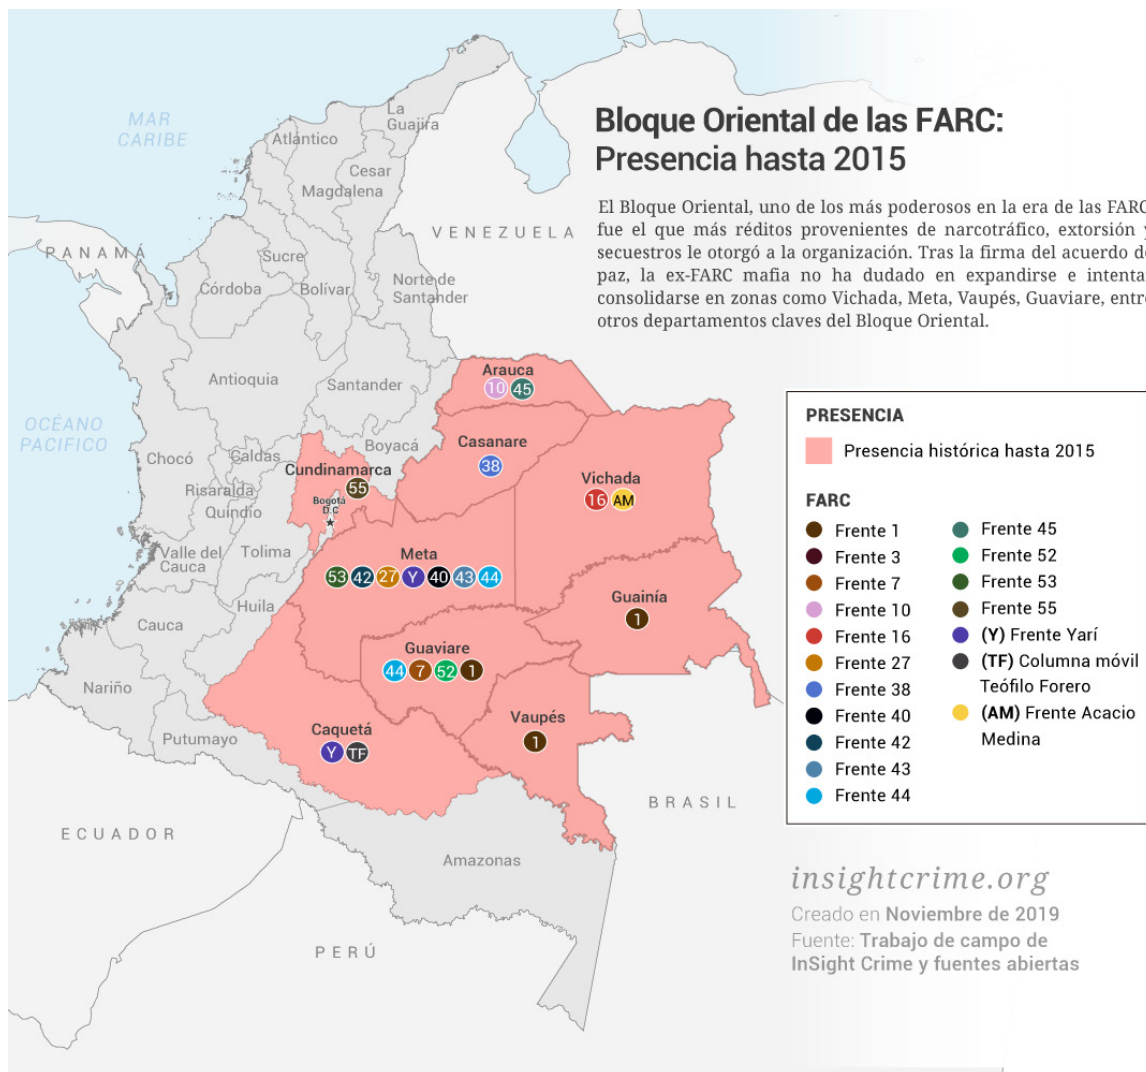 Bloque Oriental de las FARC:
Presencia hasta 2015
El Bloque Oriental, uno de los más poderosos en la era de las FARC
fue el que más réditos provenientes de narcotráfico, extorsión y
secuestros le otorgó a la organización. Tras la firma del acuerdo de
paz, la ex-FARC mafia no ha dudado en expandirse e intenta
consolidarse en zonas como Vichada, Meta, Vaupés, Guaviare, entre
otros departamentos claves del Bloque Oriental.
MAR
CARIBE
La
Guajira
Atlántico
Cesar
Magdalena
VENEZUELA
PANAMÁ
Sucre
Córdoba
Bolívar
Norte de
Santander
Antioquia
Santander
Arauca
10 45
OCÉANO
PACIFICO
Boyacá
Casanare
38
Chocó
Caldas
Cundinamarca
55
Bogotá
D.C
Vichada
16 AM
Risaralda
Quíndio
Valle del
Cauca
Tolima
Meta
53 42 27 Y 40 43 44
Huila
Guainía
1
Cauca
Guaviare
44 7 52 1
Nariño
Putumayo
Caquetá
Y TF
Vaupés
1
BRASIL
ECUADOR
Amazonas
PERÚ
PRESENCIA
Presencia histórica hasta 2015
FARC
Frente 1
Frente 3
Frente 7
Frente 10
Frente 16
Frente 27
Frente 38
Frente 40
Frente 42
Frente 43
Frente 44
Frente 45
Frente 52
Frente 53
Frente 55
(Y) Frente Yarí
(TF) Columna móvil
Teófilo Forero
(AM) Frente Acacio
Medina
insightcrime.org
Creado en Noviembre de 2019
Fuente: Trabajo de campo de
InSight Crime y fuentes abiertas